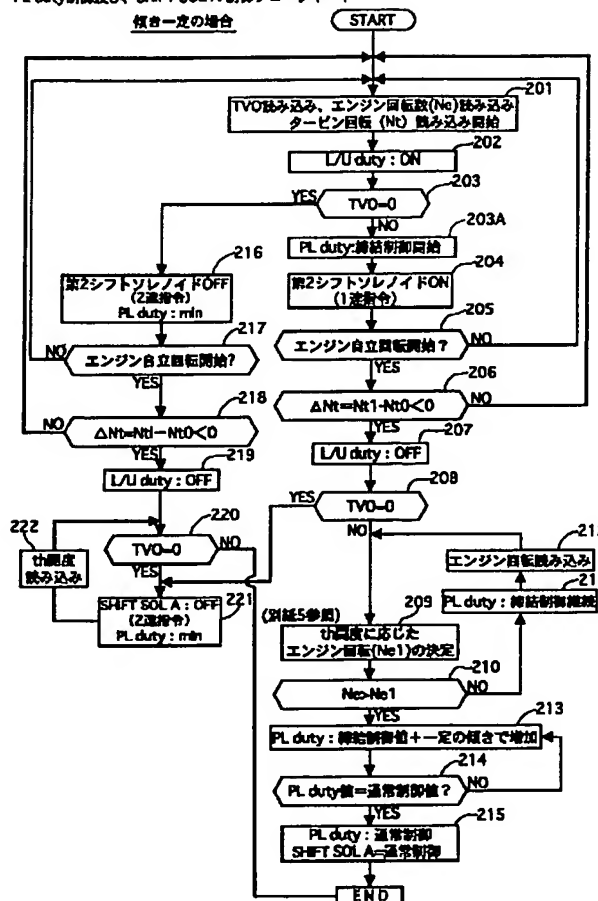 傾き一定の場合
START
201
TVO読み込み、エンジン回転数(Ne)読み込み
タービン回転(Nt)読み込み開始
202
L/U duty:ON
203
YES
TVO=0
NO
203A
PL duty:締結制御開始
216
204
第2シフトソレノイドOFF
(2速指令)
PL duty:min
第2シフトソレノイドON
(1速指令)
217
205
NO
エンジン自立回転開始?
エンジン自立回転開始?
NO
YES
YES
218
206
NO
ΔNt=Nt1-Nt0<0
ΔNt=Nt1-Nt0<0
NO
YES
219
YES
207
L/U duty:OFF
L/U duty:OFF
222
220
YES
208
th開度
読み込み
TVO=0
NO
TVO=0
YES
NO
エンジン回転読み込み
SHIFT SOL A:OFF
(2速指令)
PL duty:min
221
PL duty:締結制御継続
(別紙5参照)
209
th開度に応じた
エンジン回転(Ne1)の決定
210
Ne>Ne1
NO
YES
213
PL duty:締結制御値+一定の傾きで増加
214
PL duty値=通常制御値?
NO
YES
215
PL duty:通常制御
SHIFT SOL A=通常制御
END